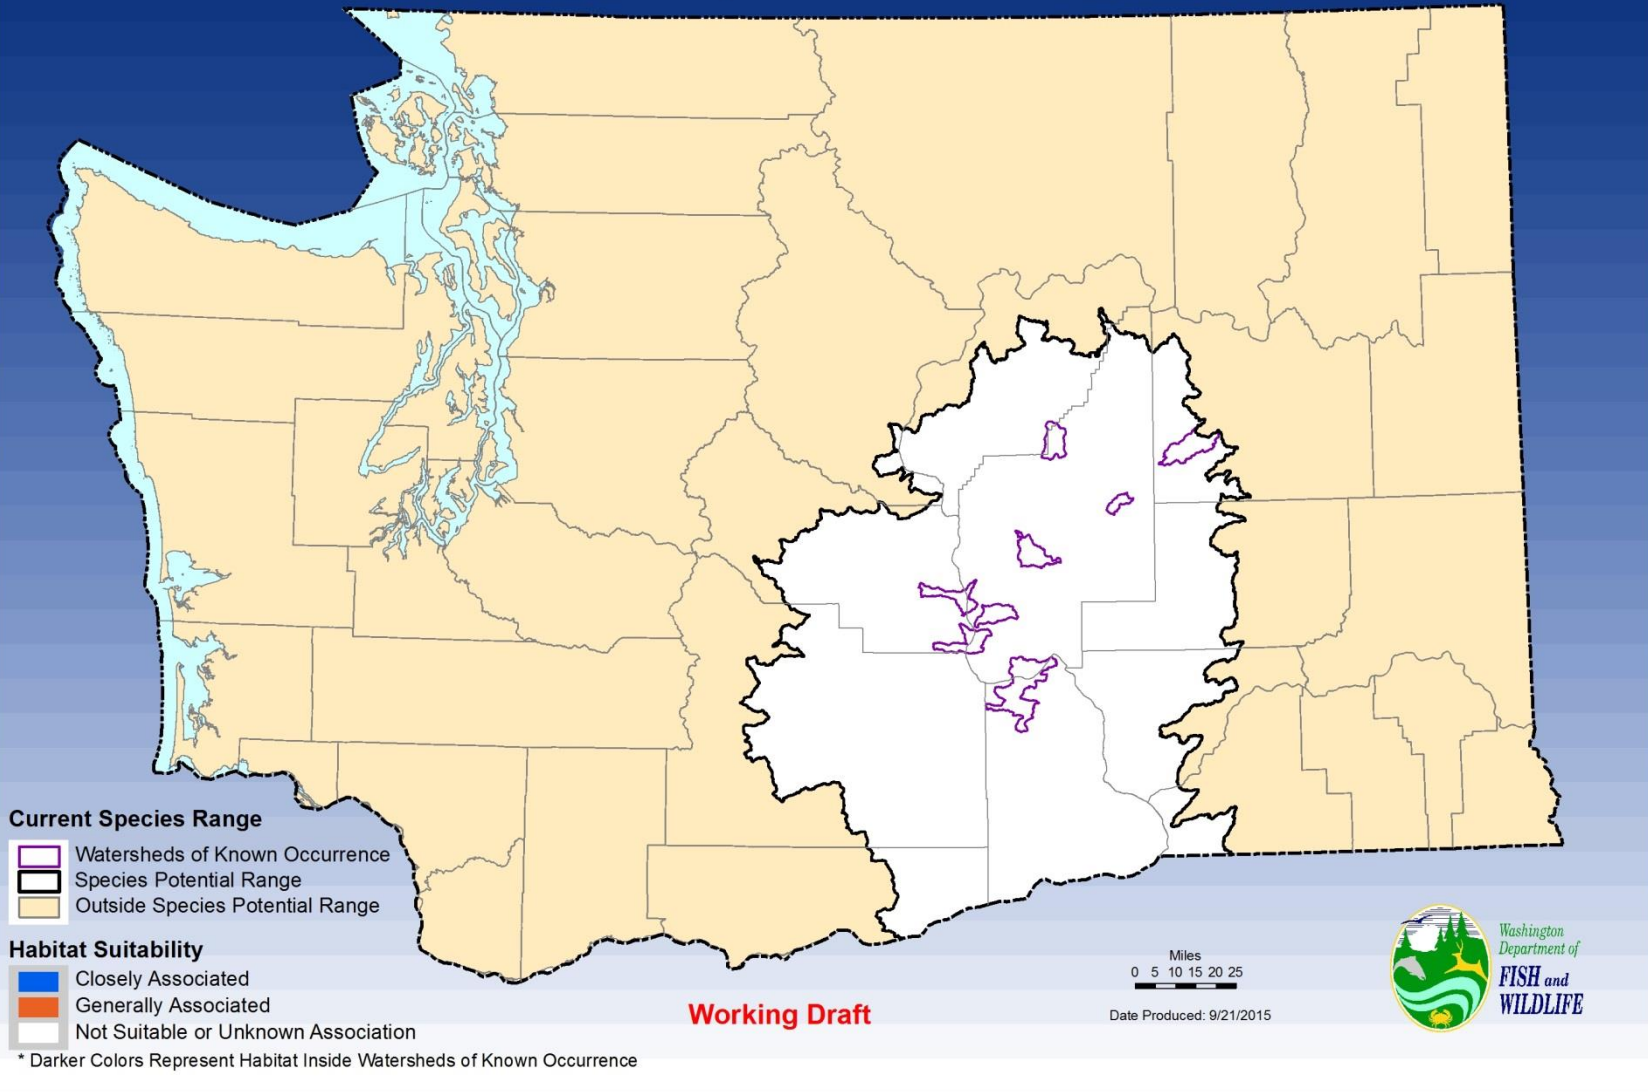 Current Species Range
Watersheds of Known Occurrence
Species Potential Range
Outside Species Potential Range
Habitat Suitability
Closely Associated
Generally Associated
Not Suitable or Unknown Association
* Darker Colors Represent Habitat Inside Watersheds of Known Occurrence
Working Draft
Miles
0 5 10 15 20 25
Date Produced: 9/21/2015
Washington
Department of
FISH and
WILDLIFE